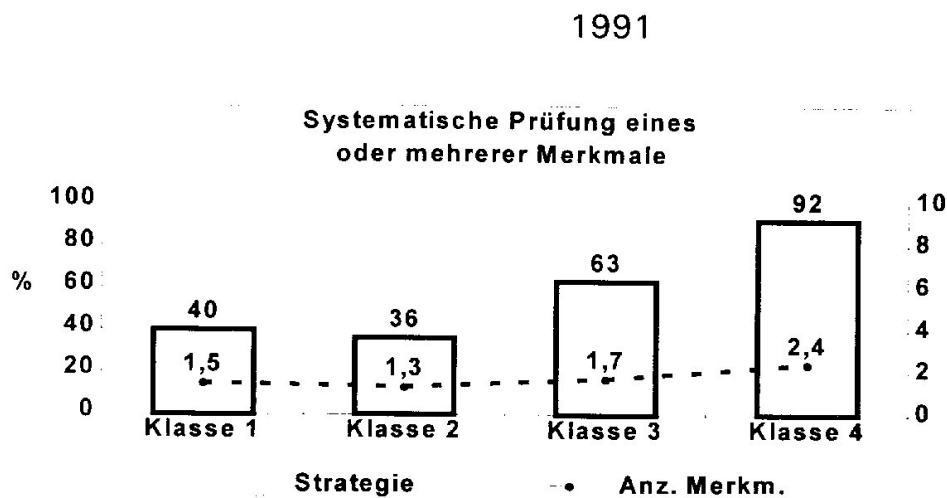 1991
Systematische Prüfung eines
oder mehrerer Merkmale
100
80
%
60
40
20
0
10
8
6
4
2
0
40
36
63
92
1,5
1,3
1,7
2,4
Klasse 1
Klasse 2
Klasse 3
Klasse 4
Strategie
Anz. Merkm.